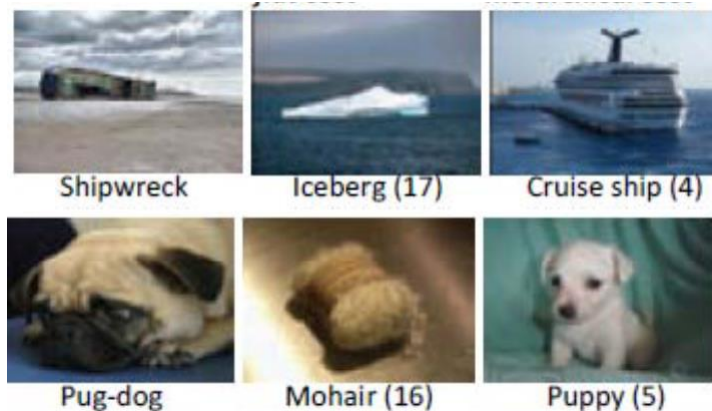 Shipwreck Iceberg (17) Cruise ship (4)
Pug-dog Mohair (16) Puppy (5)